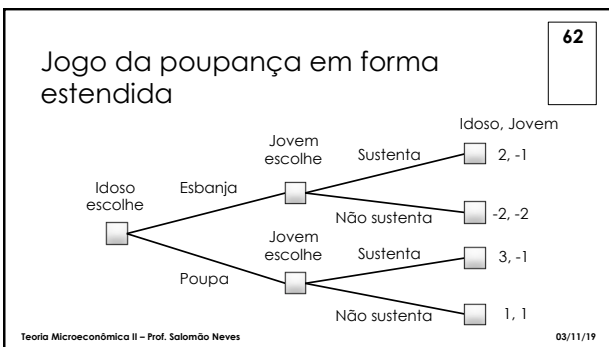 62
Jogo da poupança em forma
estendida
Idoso, Jovem
Jovem
escolhe
Sustenta
2, -1
Idoso
escolhe
Esbanja
Não sustenta
-2, -2
Jovem
escolhe
Sustenta
3, -1
Poupa
Não sustenta
1, 1
Teoria Microeconômica II – Prof. Salomão Neves
03/11/19